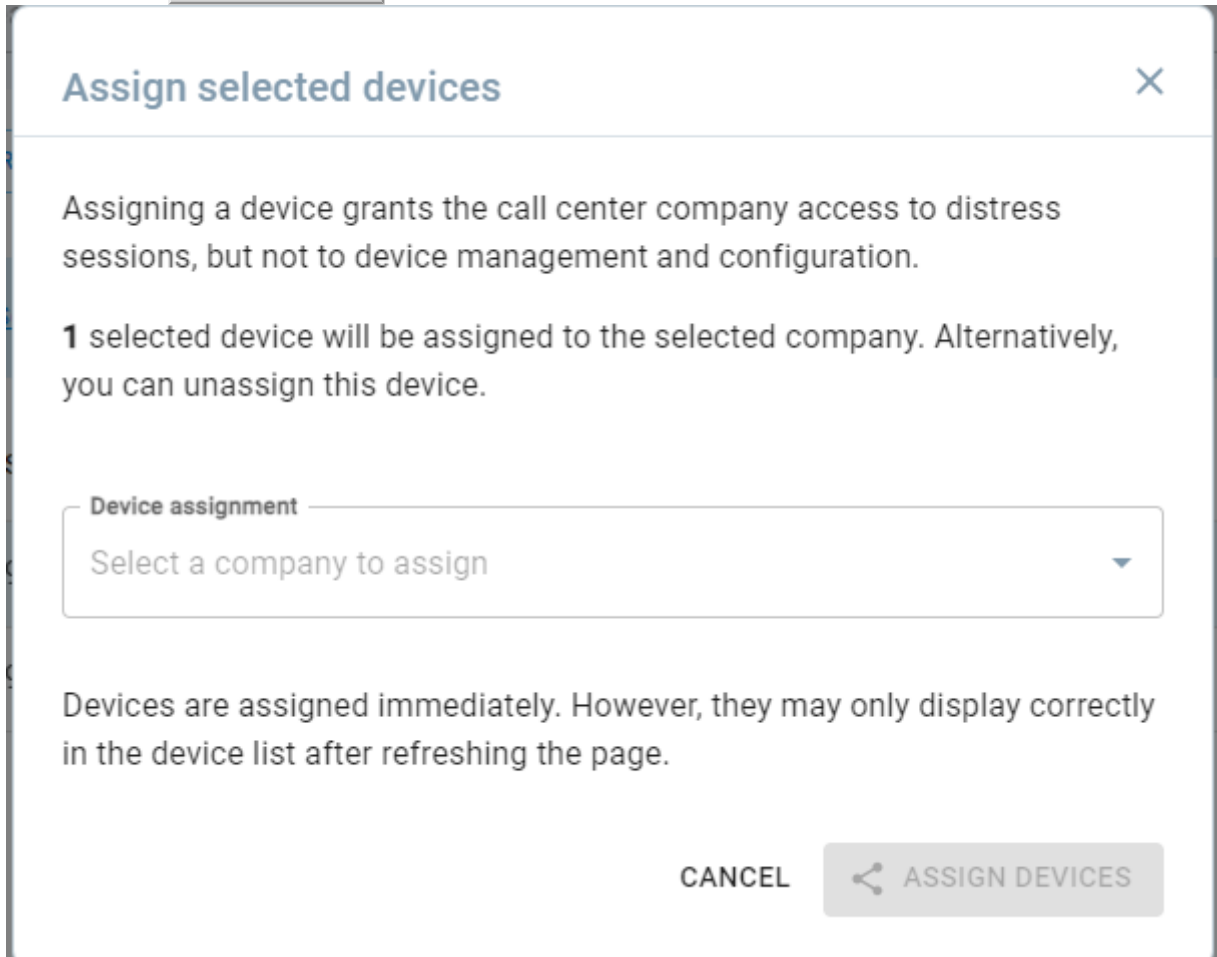 Assign selected devices
Assigning a device grants the call center company access to distress
sessions, but not to device management and configuration.
1 selected device will be assigned to the selected company. Alternatively,
you can unassign this device.
Device assignment
Select a company to assign
Devices are assigned immediately. However, they may only display correctly
in the device list after refreshing the page.
CANCEL
ASSIGN DEVICES